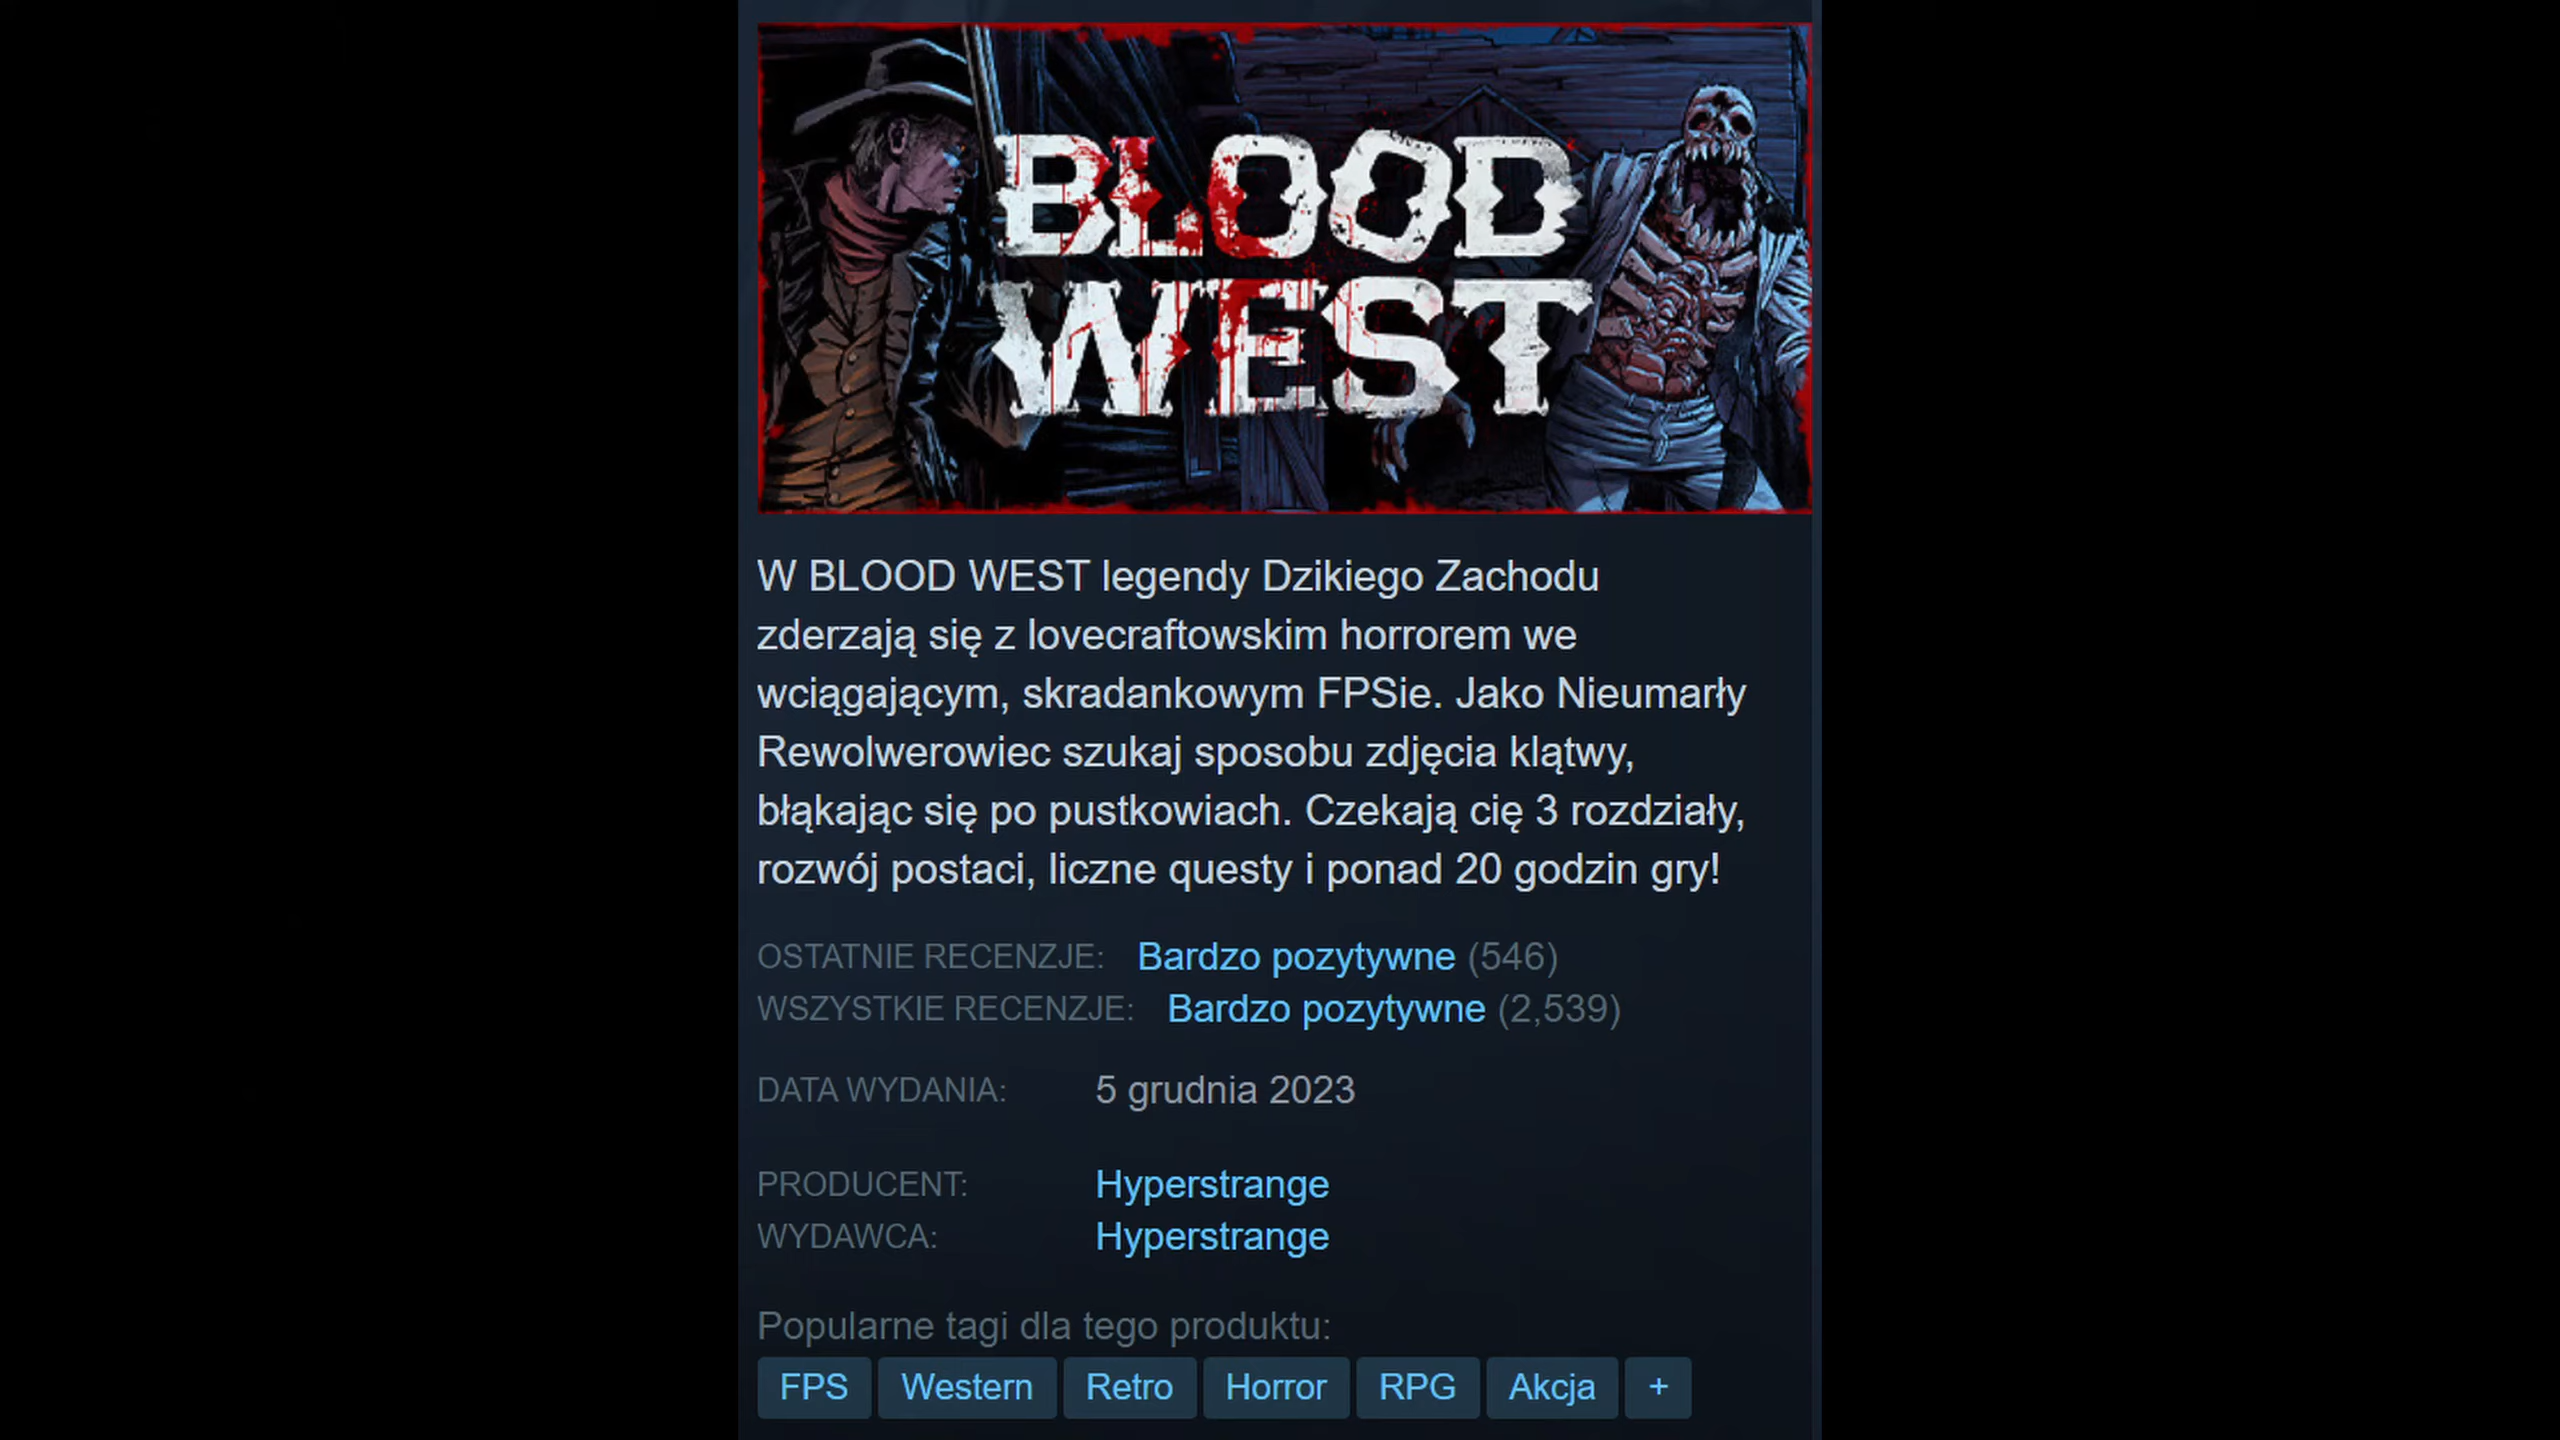 BLOOD
WEST
W BLOOD WEST legendy Dzikiego Zachodu
zderzają się z lovecraftowskim horrorem we
wciągającym, skradankowym FPSie. Jako Nieumarły
Rewolwerowiec szukaj sposobu zdjęcia klątwy,
błąkając się po pustkowiach. Czekają cię 3 rozdziały,
rozwój postaci, liczne questy i ponad 20 godzin gry!
OSTATNIE RECENZJE: Bardzo pozytywne (546)
WSZYSTKIE RECENZJE: Bardzo pozytywne (2,539)
DATA WYDANIA: 5 grudnia 2023
PRODUCENT: Hyperstrange
WYDAWCA: Hyperstrange
Popularne tagi dla tego produktu:
FPS Western Retro Horror RPG Akcja +